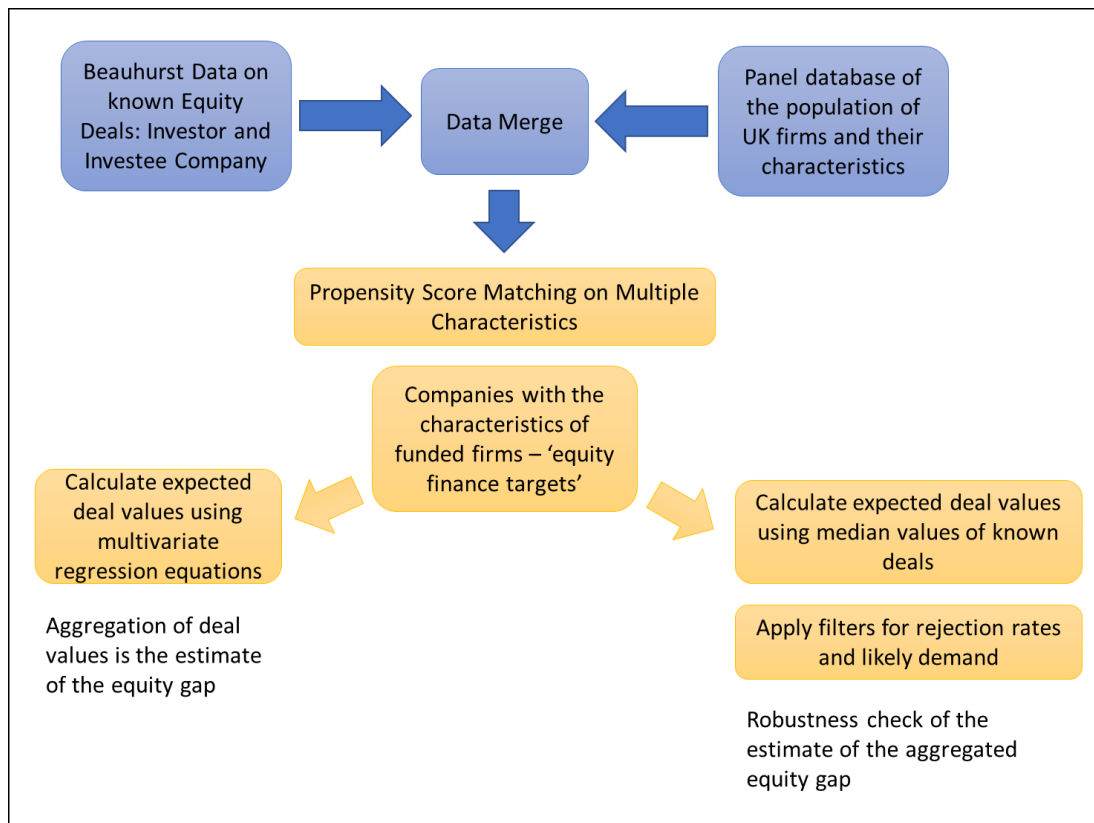 Beauhurst Data on
known Equity
Deals: Investor and
Investee Company
Data Merge
Panel database of
the population of
UK firms and their
characteristics
Propensity Score Matching on Multiple
Characteristics
Companies with the
characteristics of
funded firms – ‘equity
finance targets’
Calculate expected
deal values using
multivariate
regression equations
Aggregation of deal
values is the estimate
of the equity gap
Calculate expected deal values
using median values of known
deals
Apply filters for rejection rates
and likely demand
Robustness check of the
estimate of the aggregated
equity gap